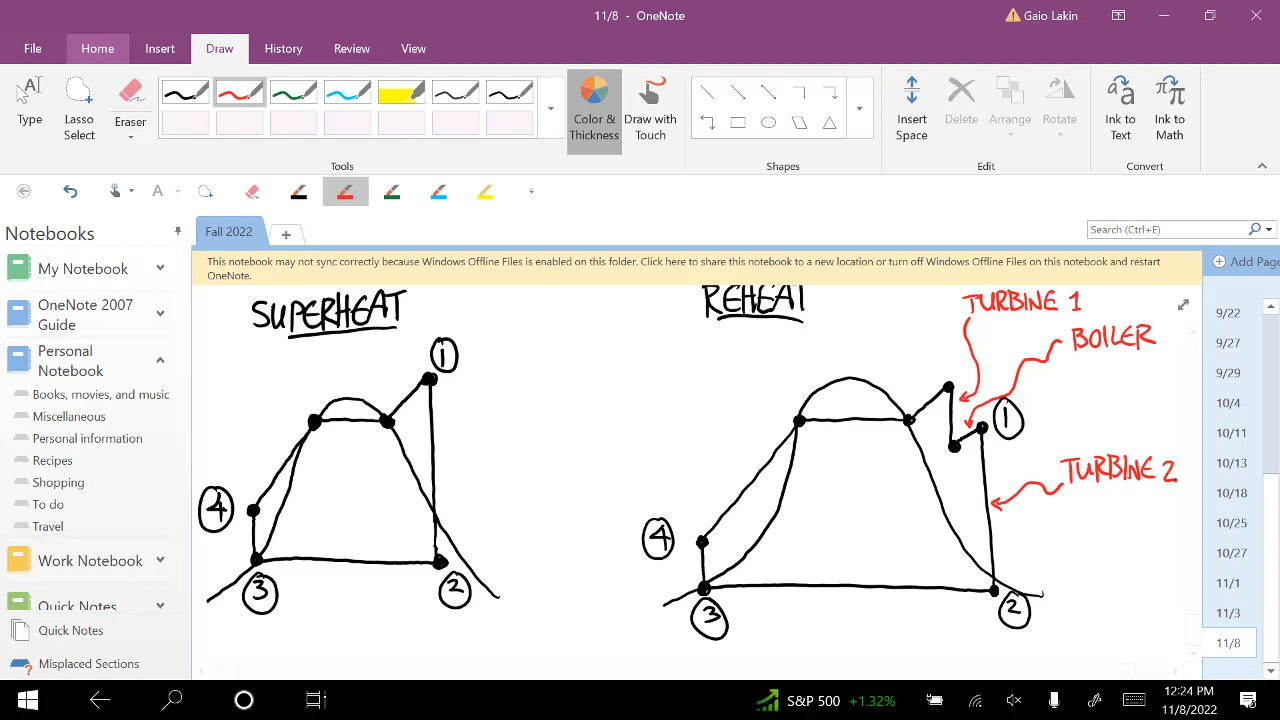 11/8 - OneNote
Gaio Lakin
File
Home
Insert
Draw
History
Review
View
Type
Lasso
Select
Eraser
Color &
Thickness
Draw with
Touch
Insert
Space
Delete
Arrange
Rotate
Ink to
Text
Ink to
Math
Tools
Shapes
Edit
Convert
Notebooks
Fall 2022
Search (Ctrl+E)
My Notebook
OneNote 2007
Guide
Personal
Notebook
Books, movies, and music
Miscellaneous
Personal information
Recipes
Shopping
To do
Travel
Work Notebook
Quick Notes
Quick Notes
Misplaced Sections
This notebook may not sync correctly because Windows Offline Files is enabled on this folder. Click here to share this notebook to a new location or turn off Windows Offline Files on this notebook and restart
OneNote.
Add Page
9/22
9/27
9/29
10/4
10/11
10/13
10/18
10/25
10/27
11/1
11/3
11/8
SUPERHEAT
1
4
3
2
REHEAT
TURBINE 1
BOILER
1
TURBINE 2
4
3
2
S&P 500 +1.32%
12:24 PM
11/8/2022